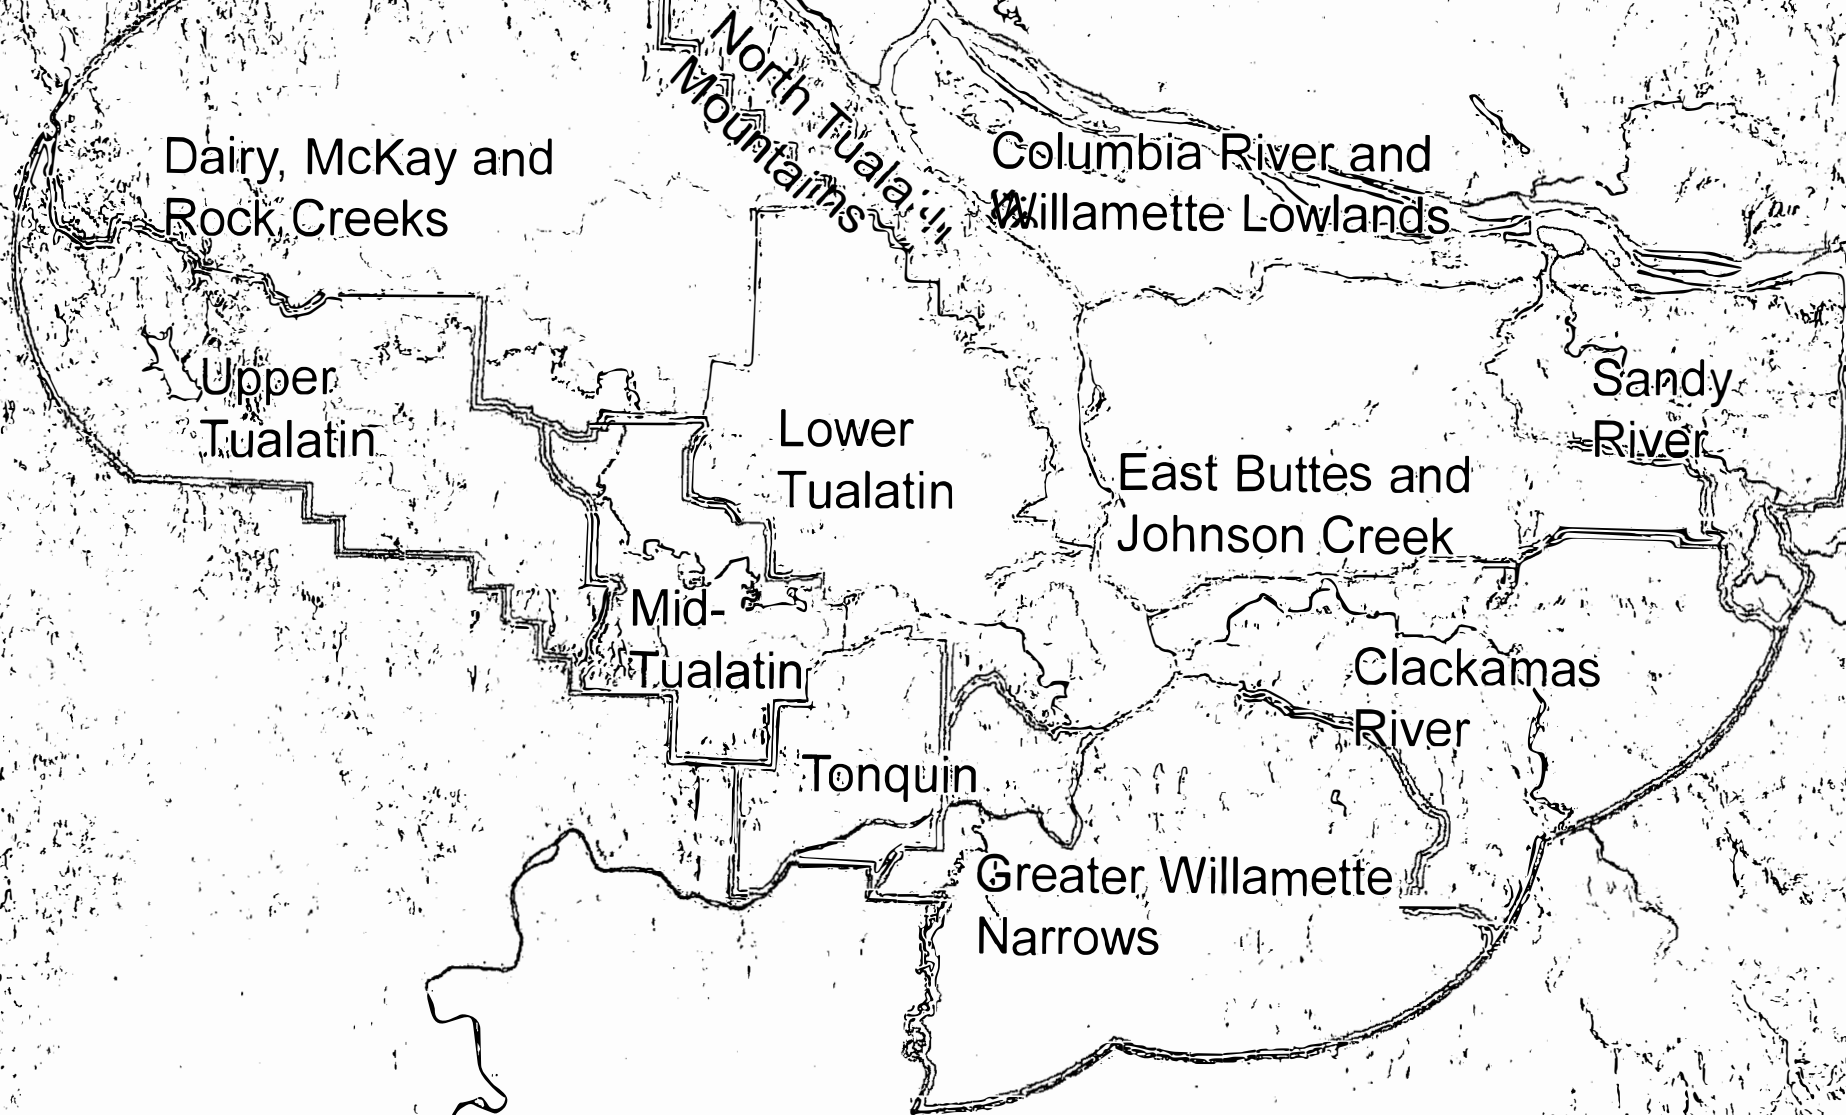 North Tualatin
Mountains
Dairy, McKay and
Rock Creeks
Columbia River and
Willamette Lowlands
Upper
Tualatin
Lower
Tualatin
Sandy
River
East Buttes and
Johnson Creek
Mid-
Tualatin
Clackamas
River
Tonquin
Greater Willamette
Narrows